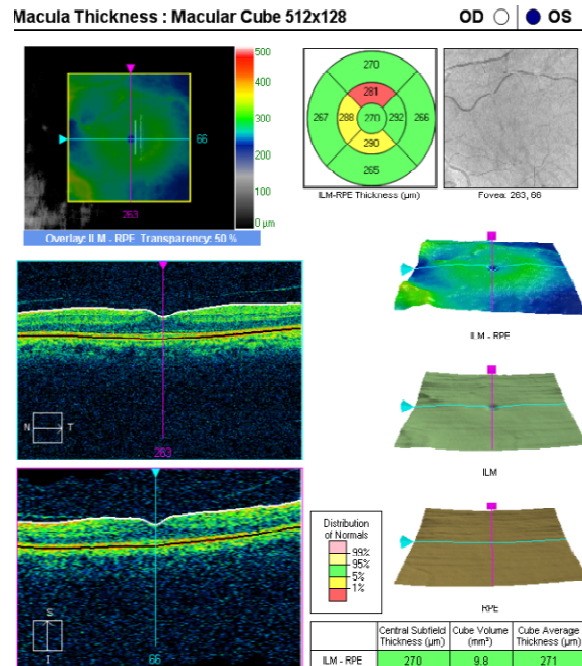 Macula Thickness : Macular Cube 512x128 OD OS
500
400
300
200
100
0 µm
66
263
Overlay: ILM - RPE Transparency: 50 %
270
281
267 288 270 292 266
290
265
ILM-RPE Thickness (µm)
Fovea: 263, 66
ILM - RPE
N T
263
ILM
S
I
66
Distribution
of Normals
99%
95%
5%
1%
RPE
Central Subfield Thickness (µm) Cube Volume (mm³) Cube Average Thickness (µm)
ILM - RPE 270 9.8 271